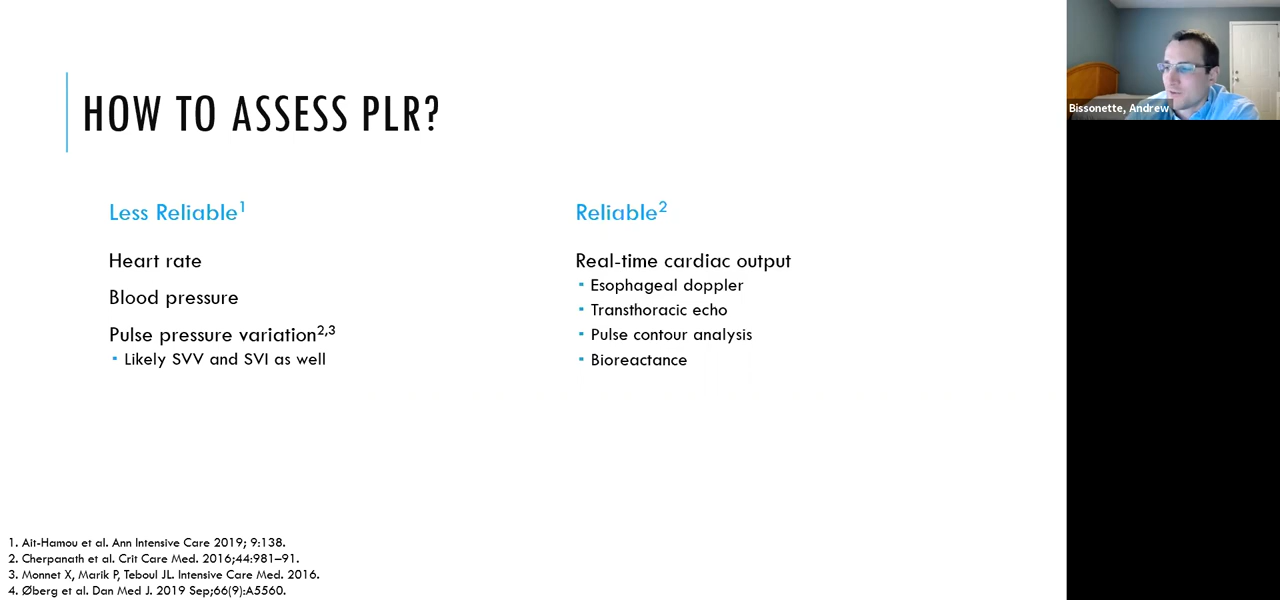 HOW TO ASSESS PLR?
Less Reliable1
Heart rate
Blood pressure
Pulse pressure variation2,3
▪ Likely SVV and SVI as well
Reliable2
Real-time cardiac output
▪ Esophageal doppler
▪ Transthoracic echo
▪ Pulse contour analysis
▪ Bioreactance
1. Ait-Hamou et al. Ann Intensive Care 2019; 9:138.
2. Cherpanath et al. Crit Care Med. 2016;44:981–91.
3. Monnet X, Marik P, Teboul JL. Intensive Care Med. 2016.
4. Øberg et al. Dan Med J. 2019 Sep;66(9):A5560.
Bissonette, Andrew